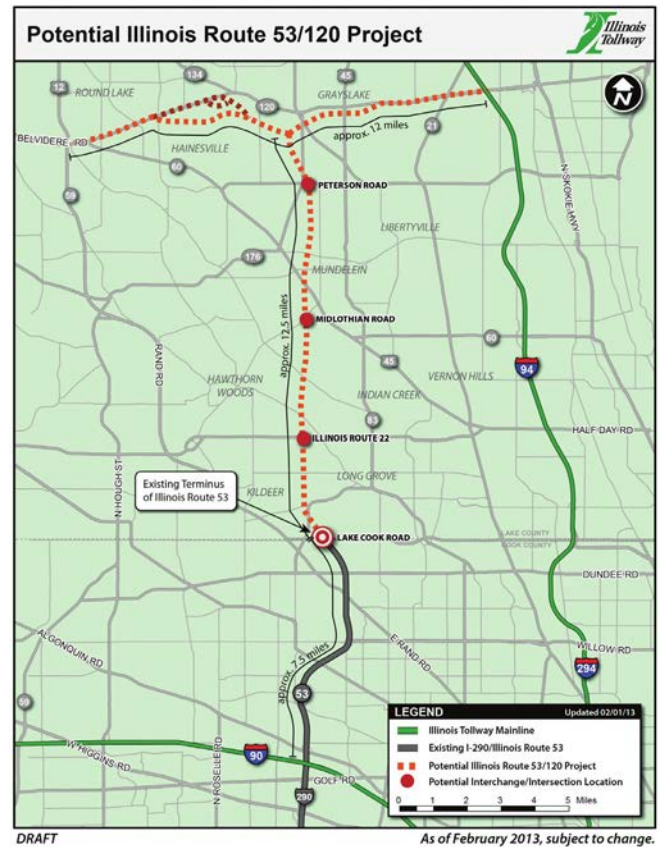 Potential Illinois Route 53/120 Project
Illinois
Tollway
134
45
12
ROUND LAKE
GRAYSLAKE
120
N
approx. 12 miles
21
BELVIDERE RD
HAINESVILLE
60
N SKOKIE HWY
PETERSON ROAD
59
LIBERTYVILLE
176
MUNDELEIN
approx. 12.5 miles
MIDLOTHIAN ROAD
60
RAND RD
45
94
HAWTHORN
WOODS
VERNON HILLS
INDIAN CREEK
83
HALF DAY RD
ILLINOIS ROUTE 22
N HOUGH ST
LONG GROVE
Existing Terminus
of Illinois Route 53
KILDEER
LAKE COOK ROAD
LAKE COUNTY
COOK COUNTY
DUNDEE RD
ALGONQUIN RD
E RAND RD
WILLOW RD
approx. 7.5 miles
294
53
59
W HIGGINS RD
N ROSELLE RD
90
GOLF RD
290
LEGEND Updated 02/01/13
Illinois Tollway Mainline
Existing I-290/Illinois Route 53
Potential Illinois Route 53/120 Project
Potential Interchange/Intersection Location
0 1 2 3 4 5 Miles
DRAFT As of February 2013, subject to change.